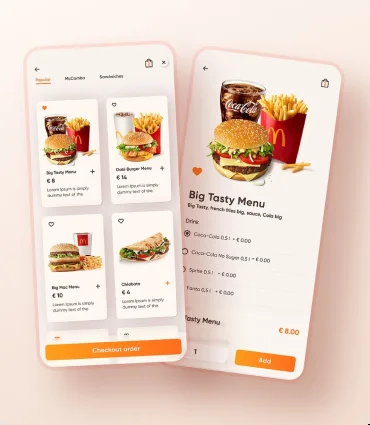 Popular
McCombo
Sandwiches
Big Tasty Menu
€ 8
Lorem Ipsum is simply
dummy text of the
+
Menu
€ 14
Lorem Ipsum is simply
dummy text of the
+
Big Mac Menu
€ 10
Lorem Ipsum is simply
dummy text of the
+
Chiabata
€ 4
Lorem Ipsum is simply
dummy text of the
+
Checkout order
Coca-Cola
Big Tasty Menu
Big Tasty, french fries big, sauce, Cola big
Drink
Coca-Cola 0,5 l + € 0.00
Coca-Cola No Suger 0,5 l + € 0.00
Sprite 0,5 l + € 0.00
Fanta 0,5 l + € 0.00
Tasty Menu
€ 8.00
1
Add